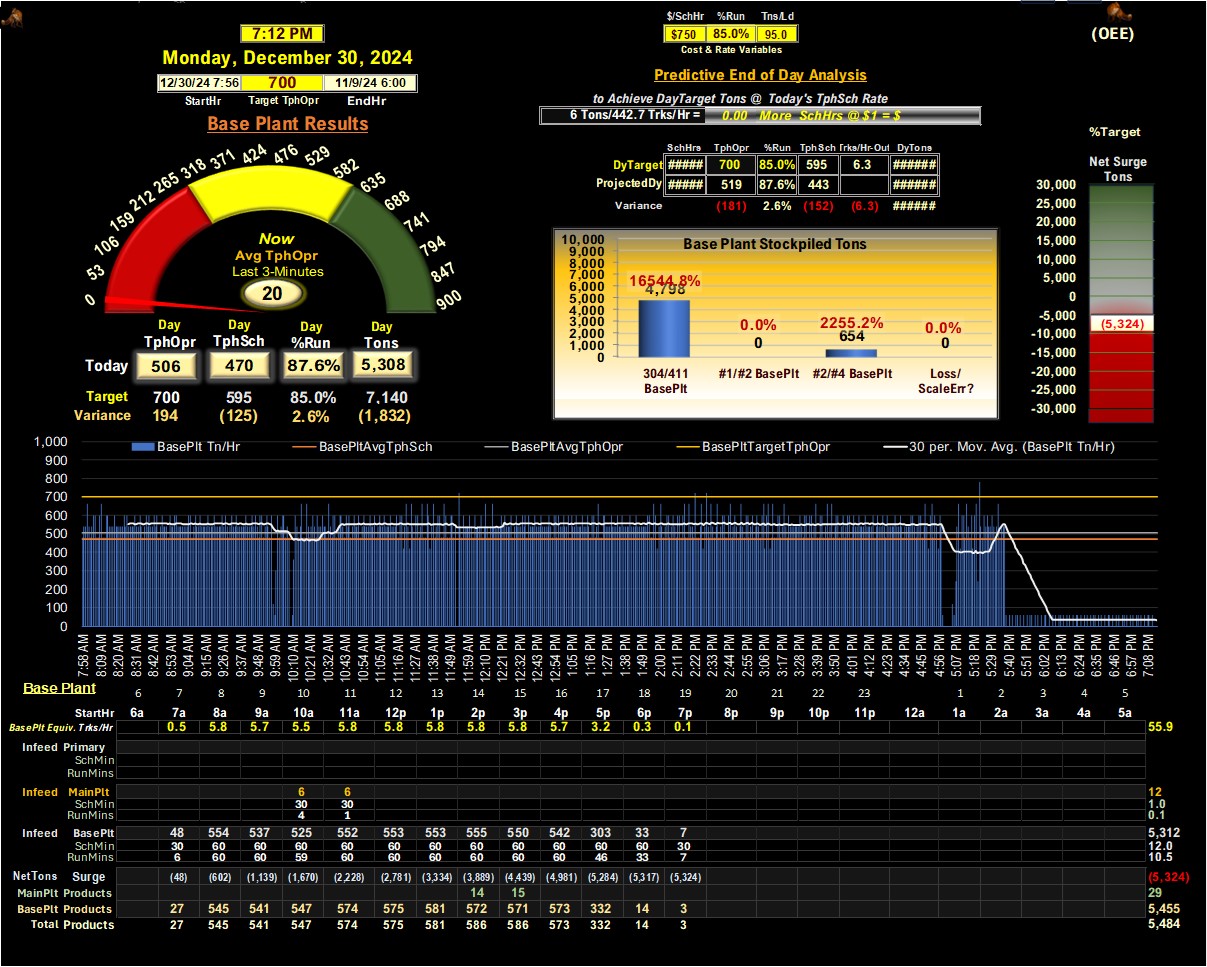 $/SchHr %Run Tns/Ld
7:12 PM
$750 85.0% 95.0
(OEE)
Cost & Rate Variables
Monday, December 30, 2024
Predictive End of Day Analysis
12/30/24 7:56 700 11/9/24 6:00
StartHr Target TphOpr EndHr
to Achieve DayTarget Tons @ Today's TphSch Rate
6 Tons/442.7 Trks/Hr = 0.00 More SchHrs @ $1 = $
Base Plant Results
%Target
SchHrs TphOpr %Run TphSch Trks/Hr-Out DyTons
DyTarget ##### 700 85.0% 595 6.3 ######
ProjectedDy ##### 519 87.6% 443 ######
Variance (181) 2.6% (152) (6.3) ######
Net Surge
Tons
30,000
25,000
20,000
15,000
10,000
5,000
0
-5,000
(5,324)
-10,000
-15,000
-20,000
-25,000
-30,000
0 53 106 159 212 265 318 371 424 476 529 582 635 688 741 794 847 900
Now
Avg TphOpr
Last 3-Minutes
20
Base Plant Stockpiled Tons
10,000
9,000
8,000
7,000
6,000
5,000
4,000
3,000
2,000
1,000
0
16544.8% 0.0% 2255.2% 0.0%
4,798 0 654 0
304/411 #1/#2 BasePlt #2/#4 BasePlt Loss/
BasePlt ScaleErr?
Day Day Day Day
TphOpr TphSch %Run Tons
Today 506 470 87.6% 5,308
Target 700 595 85.0% 7,140
Variance 194 (125) 2.6% (1,832)
BasePlt Tn/Hr BasePltAvgTphSch BasePltAvgTphOpr BasePltTargetTphOpr 30 per. Mov. Avg. (BasePlt Tn/Hr)
1,000
900
800
700
600
500
400
300
200
100
0
7:58 AM 8:09 AM 8:20 AM 8:31 AM 8:42 AM 8:53 AM 9:04 AM 9:15 AM 9:26 AM 9:37 AM 9:48 AM 9:59 AM 10:10 AM 10:21 AM 10:32 AM 10:43 AM 10:54 AM 11:05 AM 11:16 AM 11:27 AM 11:38 AM 11:49 AM 11:59 AM 12:10 PM 12:21 PM 12:32 PM 12:43 PM 12:54 PM 1:05 PM 1:16 PM 1:27 PM 1:38 PM 1:49 PM 2:00 PM 2:11 PM 2:22 PM 2:33 PM 2:44 PM 2:55 PM 3:06 PM 3:17 PM 3:28 PM 3:39 PM 3:50 PM 4:01 PM 4:12 PM 4:23 PM 4:34 PM 4:45 PM 4:56 PM 5:07 PM 5:18 PM 5:29 PM 5:40 PM 5:51 PM 6:02 PM 6:13 PM 6:24 PM 6:35 PM 6:46 PM 6:57 PM 7:08 PM
Base Plant 6 7 8 9 10 11 12 13 14 15 16 17 18 19 20 21 22 23 1 2 3 4 5
StartHr 6a 7a 8a 9a 10a 11a 12p 1p 2p 3p 4p 5p 6p 7p 8p 9p 10p 11p 12a 1a 2a 3a 4a 5a
BasePlt Equiv. Trks/Hr 0.5 5.8 5.7 5.5 5.8 5.8 5.8 5.8 5.8 5.7 3.2 0.3 0.1 55.9
Infeed Primary
SchMin
RunMins
Infeed MainPlt 6 6 12
SchMin 30 30 1.0
RunMins 4 1 0.1
Infeed BasePlt 48 554 537 525 552 553 553 555 550 542 303 33 7 5,312
SchMin 30 60 60 60 60 60 60 60 60 60 60 60 30 12.0
RunMins 6 60 60 59 60 60 60 60 60 60 46 33 7 10.5
NetTons Surge (48) (602) (1,139) (1,670) (2,228) (2,781) (3,334) (3,889) (4,439) (4,981) (5,284) (5,317) (5,324) (5,324)
MainPlt Products 14 15 29
BasePlt Products 27 545 541 547 574 575 581 572 571 573 332 14 3 5,455
Total Products 27 545 541 547 574 575 581 586 586 573 332 14 3 5,484